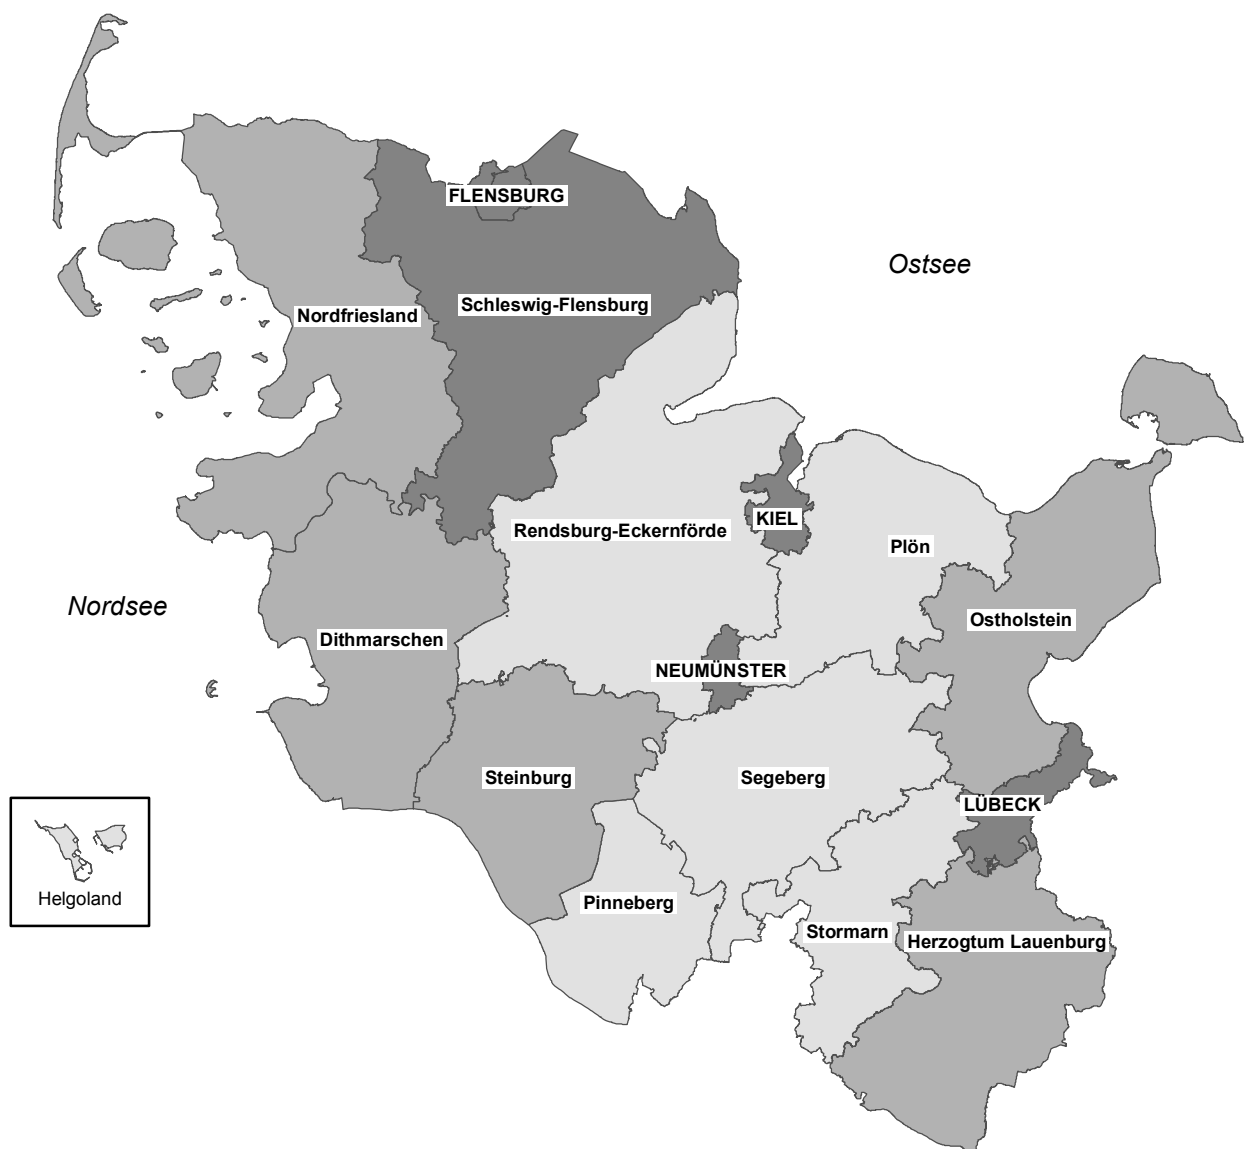 FLENSBURG
Ostsee
Schleswig-Flensburg
Nordfriesland
KIEL
Rendsburg-Eckernförde
Plön
Nordsee
Ostholstein
Dithmarschen
NEUMÜNSTER
Steinburg
Segeberg
LÜBECK
Helgoland
Pinneberg
Stormarn
Herzogtum Lauenburg